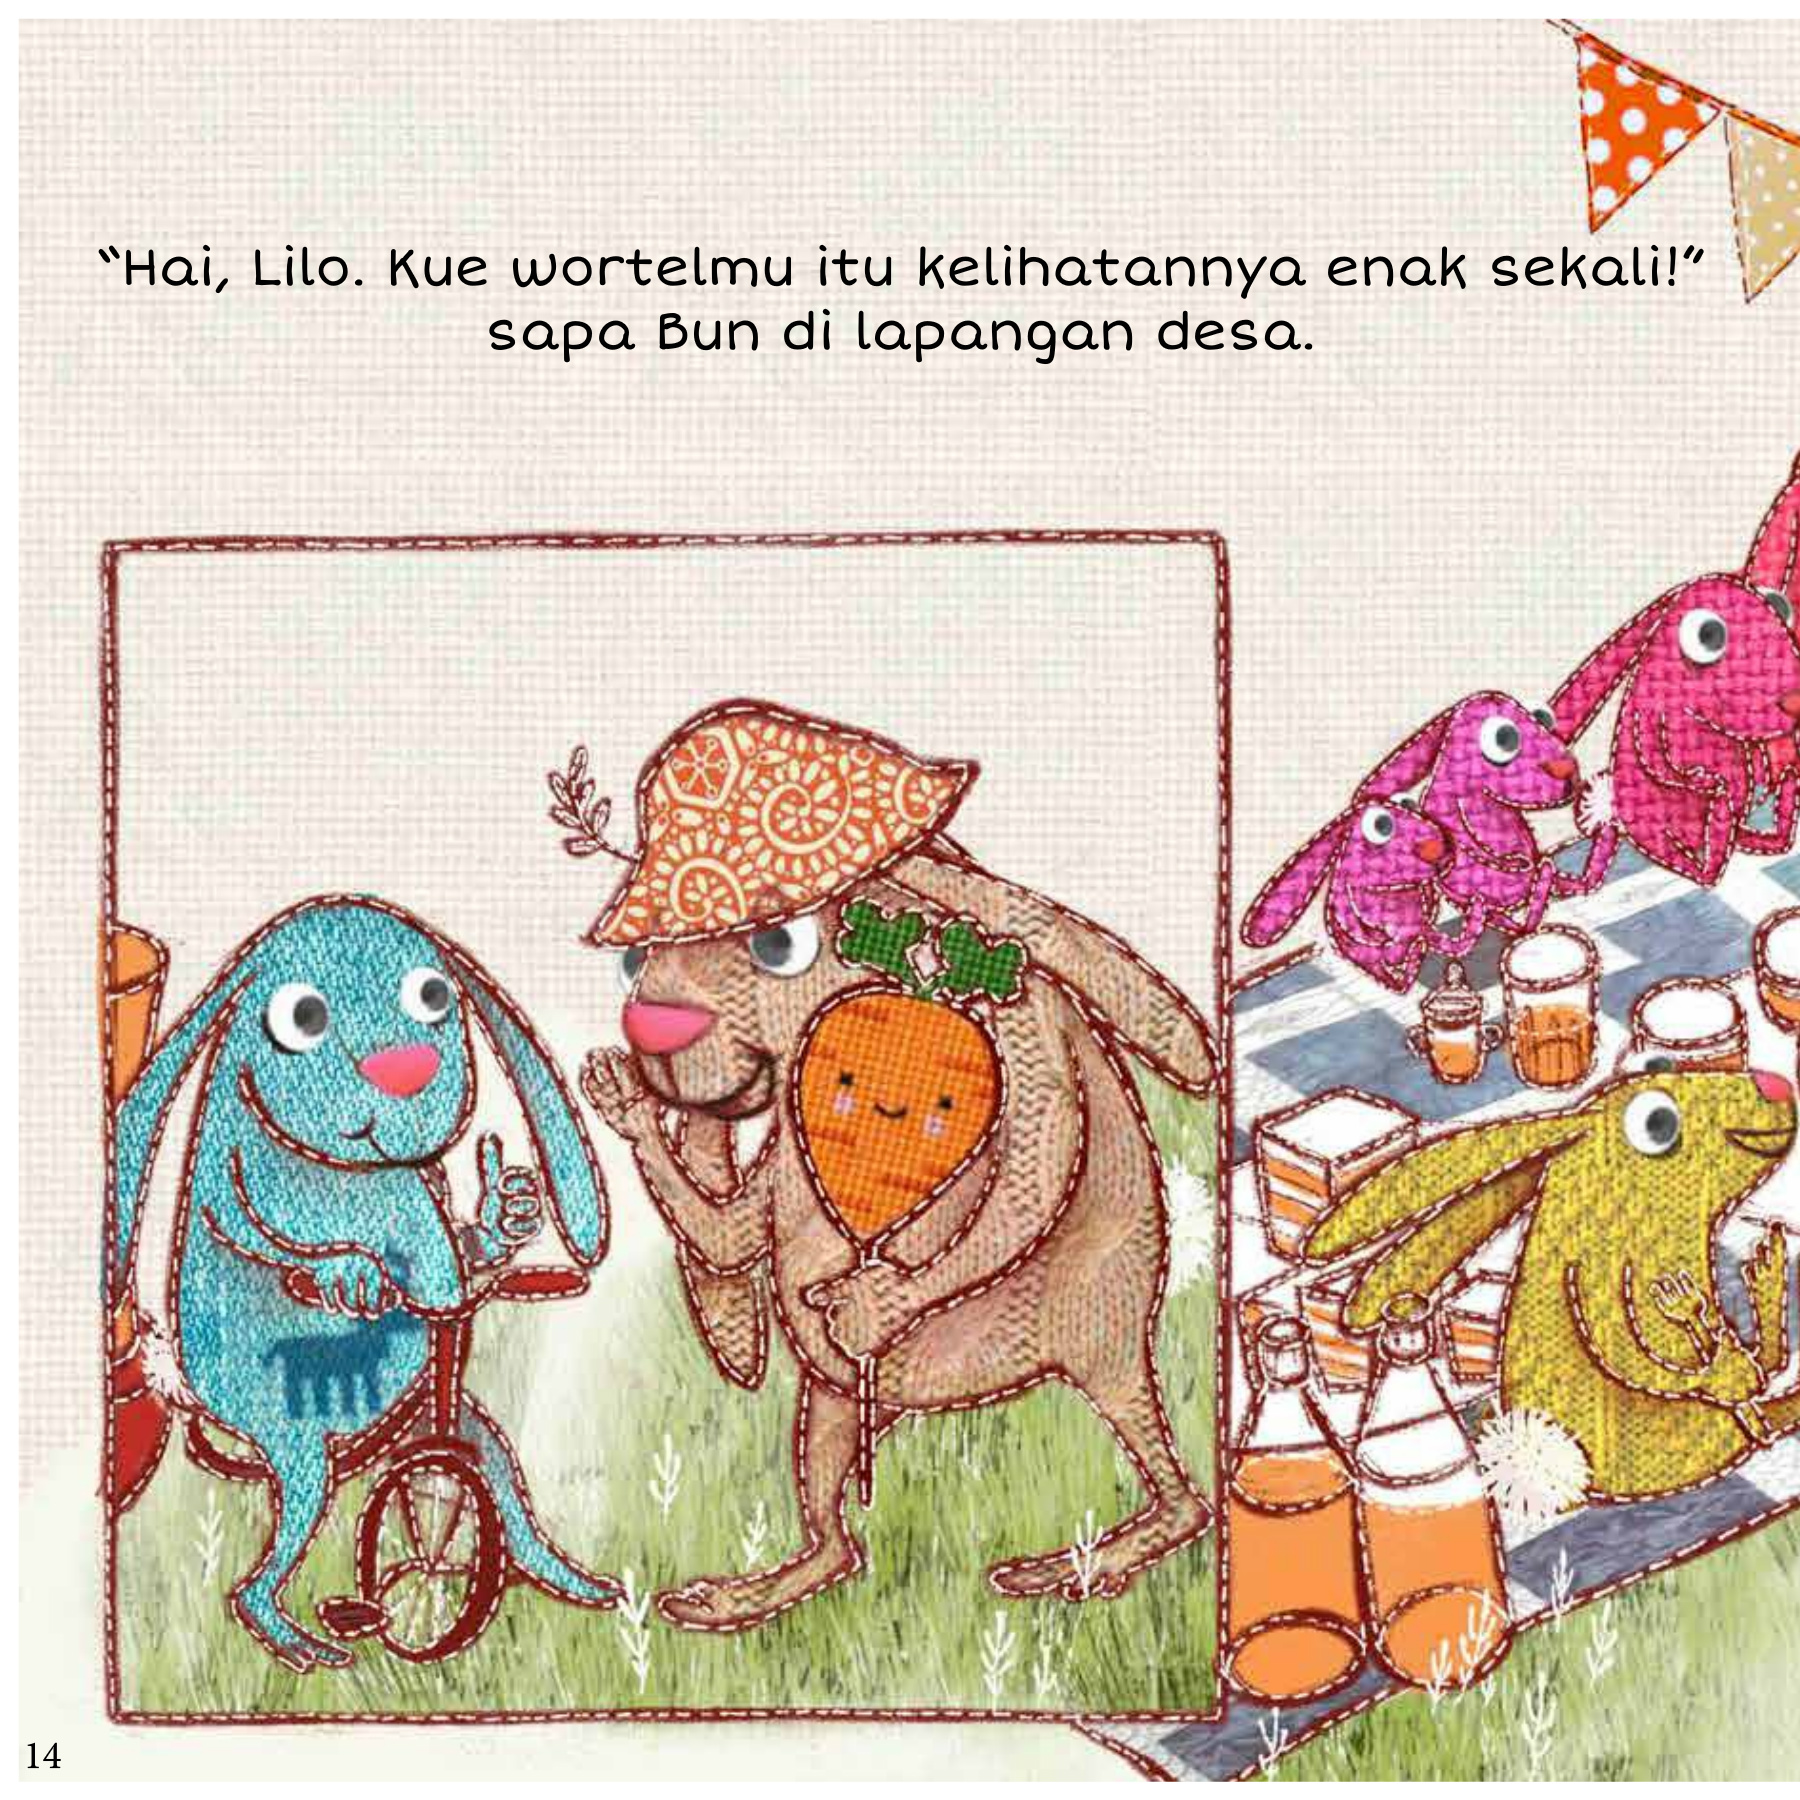 “Hai, Lilo. Kue wortelmu itu kelihatannya enak sekali!”
sapa Bun di lapangan desa.
14